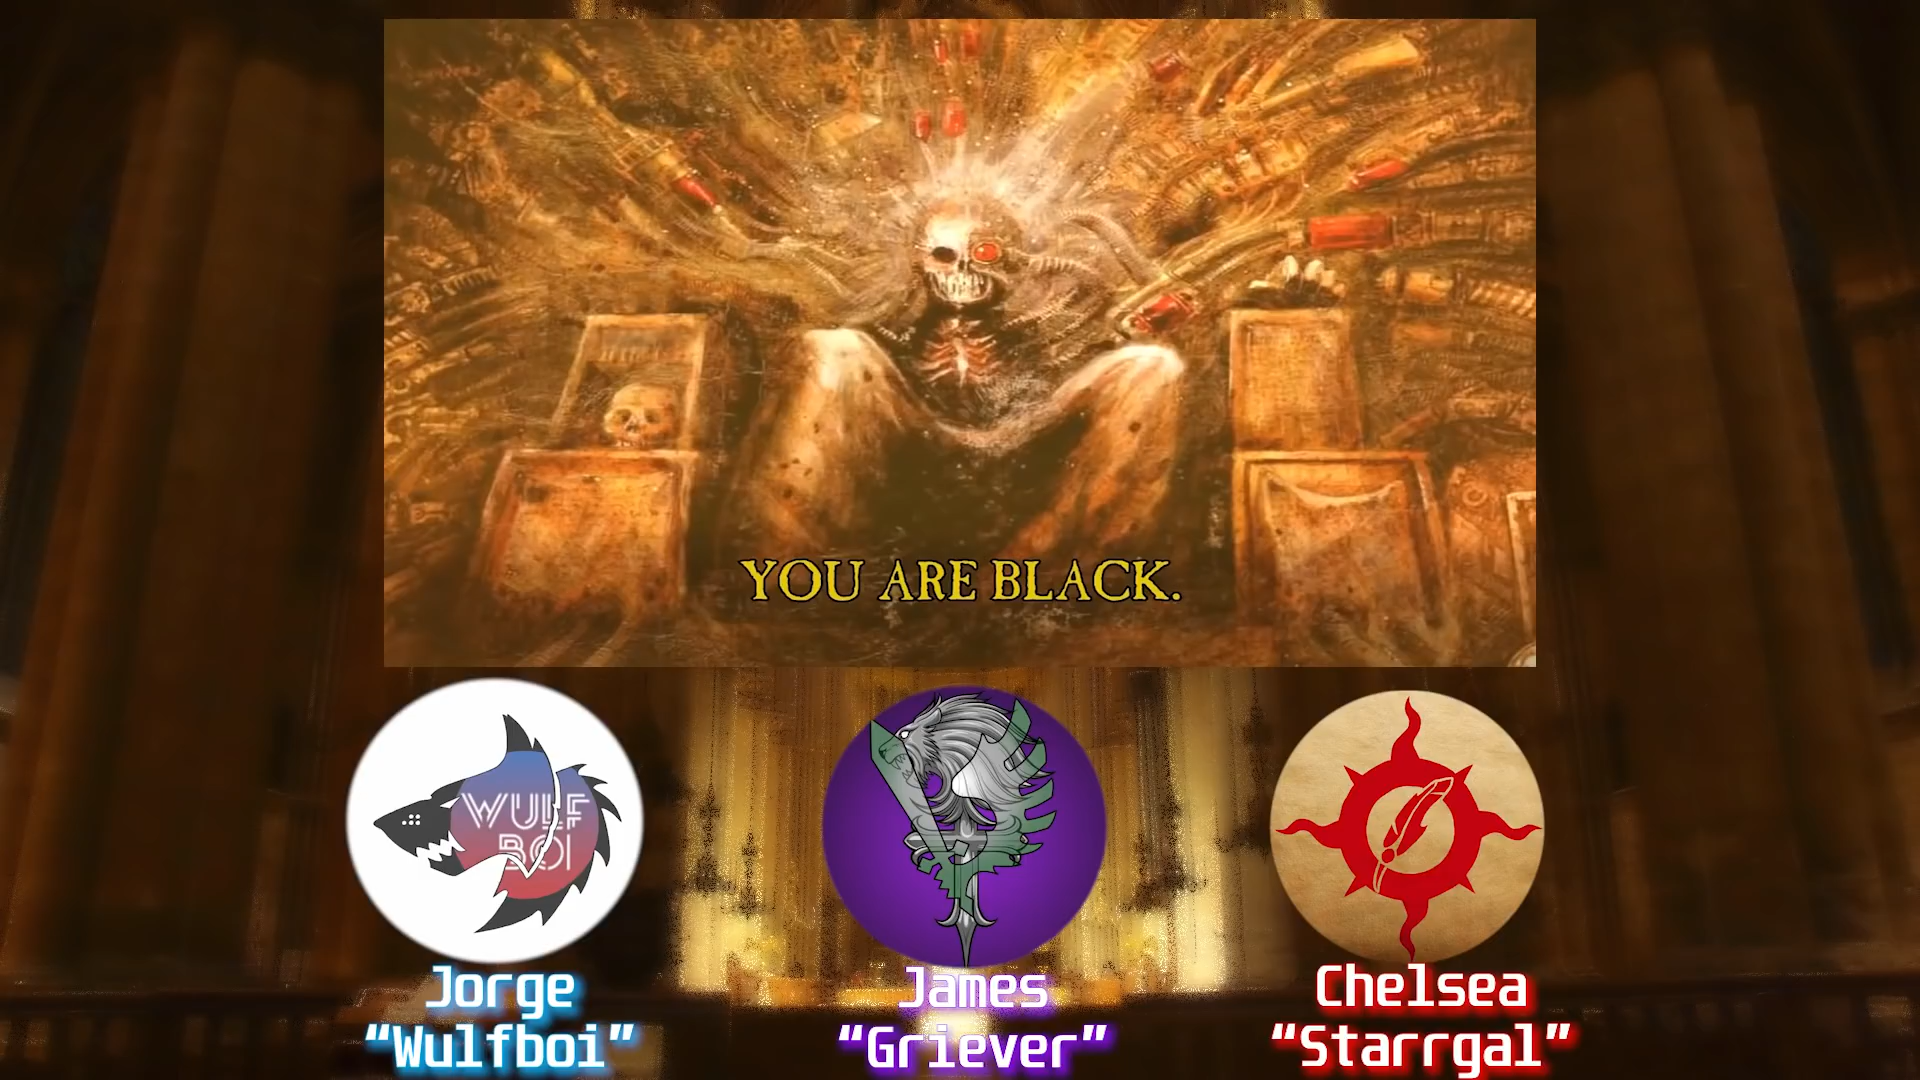 YOU ARE BLACK.
WULF
BOI
Jorge
“Wulfboi”
James
“Griever”
Chelsea
“Starrgal”